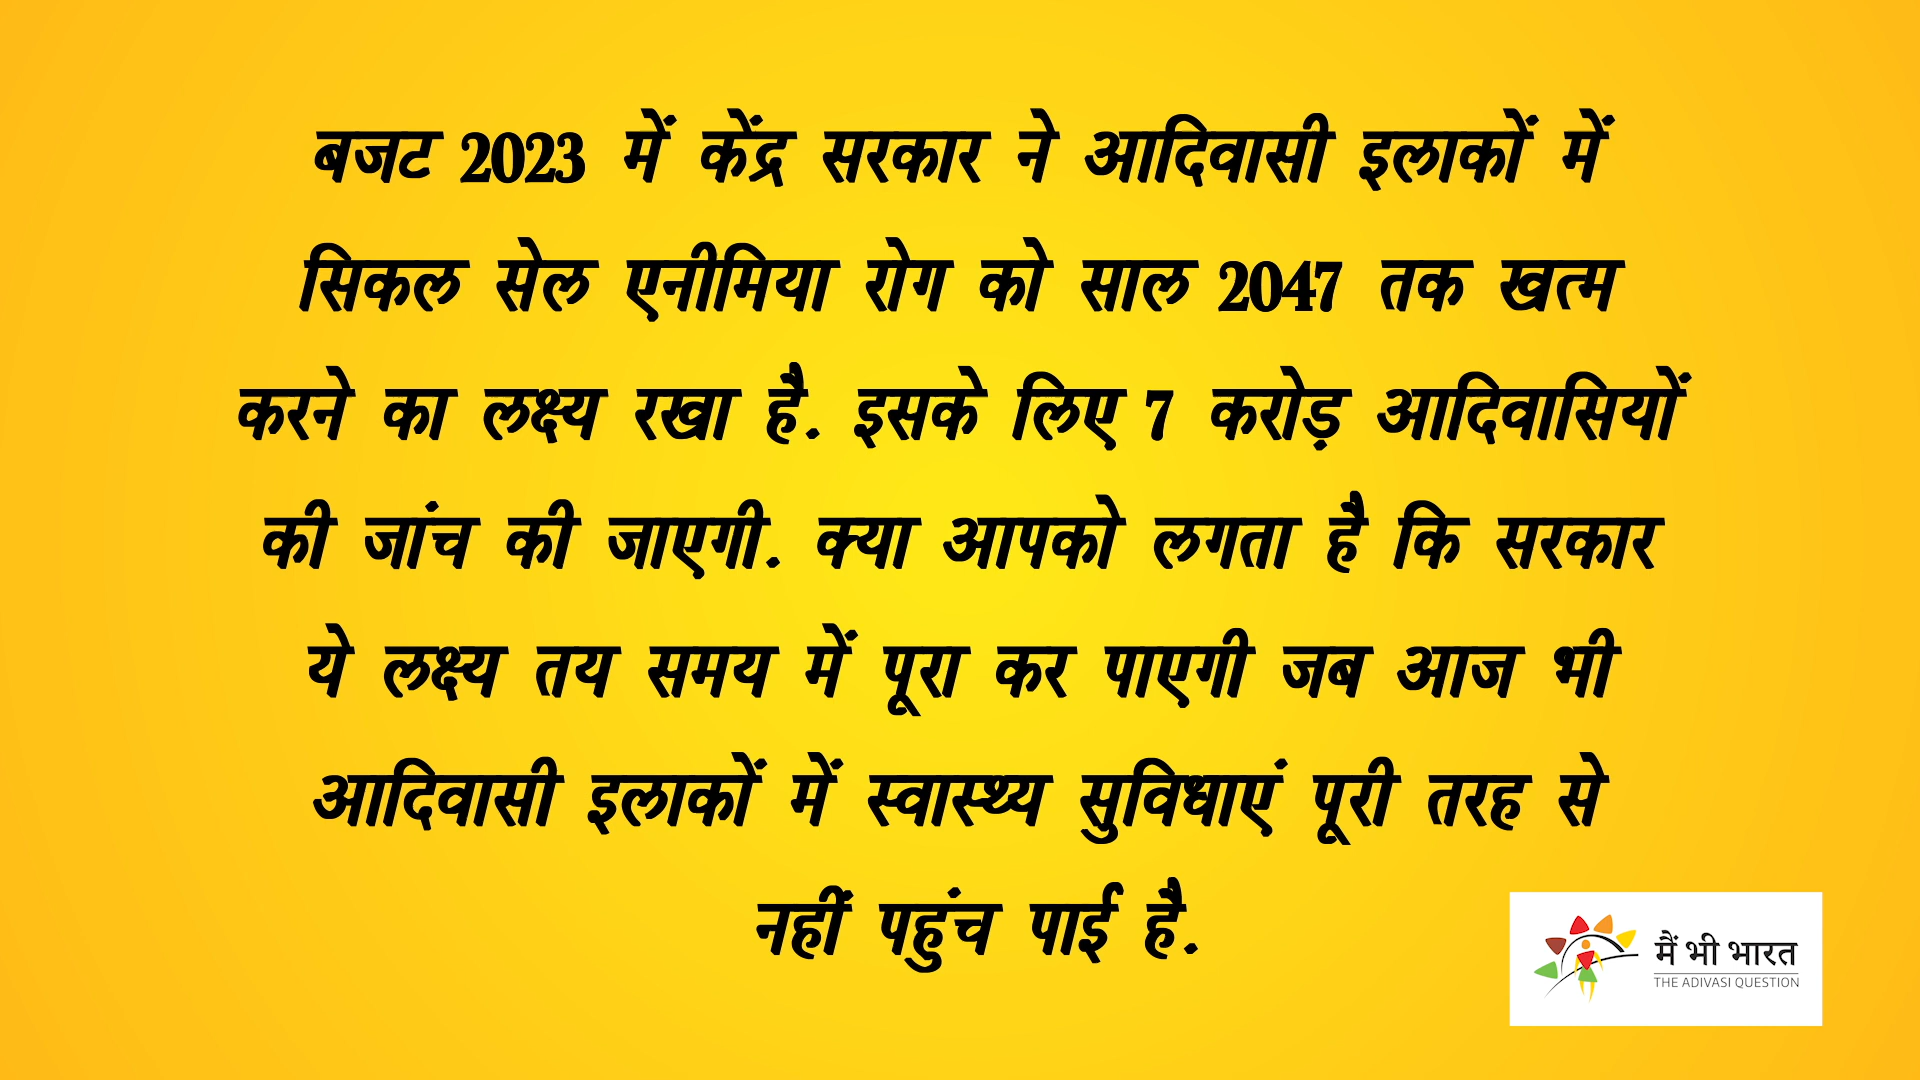 बजट 2023 में केंद्र सरकार ने आदिवासी इलाकों में
सिकल सेल एनीमिया रोग को साल 2047 तक खत्म
करने का लक्ष्य रखा है. इसके लिए 7 करोड़ आदिवासियों
की जांच की जाएगी. क्या आपको लगता है कि सरकार
ये लक्ष्य तय समय में पूरा कर पाएगी जब आज भी
आदिवासी इलाकों में स्वास्थ्य सुविधाएं पूरी तरह से
नहीं पहुंच पाई है.
मैं भी भारत
THE ADIVASI QUESTION